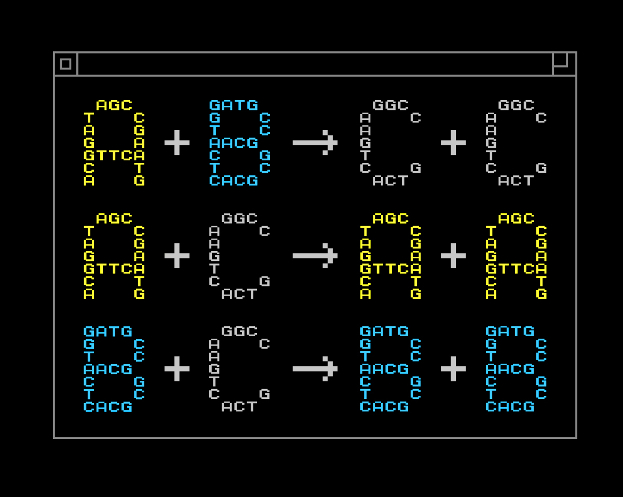 AGC GATG GGC GGC
T C G C A C A C
A G T C A A
G A + AACG → G + G
GTTCA C G T T
C T T C C G C G
A G CACG ACT ACT
AGC GGC AGC AGC
T C A C T C T C
A G A A G A G
G A + G → G A + G A
GTTCA T GTTCA GTTCA
C T C G C T C T
A G ACT A G A G
GATG GGC GATG GATG
G C A C G C G C
T C A T C T C
AACG + G → AACG + AACG
C G T C G C G
T C C G T C T C
CACG ACT CACG CACG